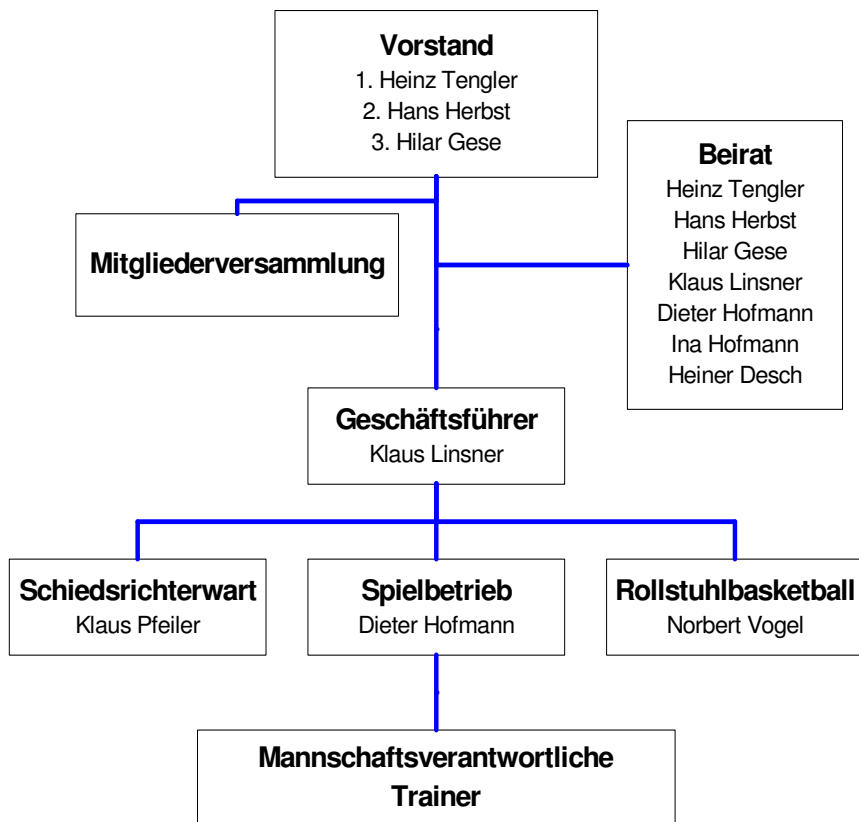 Vorstand
1. Heinz Tengler
2. Hans Herbst
3. Hilar Gese
Beirat
Heinz Tengler
Hans Herbst
Hilar Gese
Klaus Linsner
Dieter Hofmann
Ina Hofmann
Heiner Desch
Mitgliederversammlung
Geschäftsführer
Klaus Linsner
Schiedsrichterwart
Klaus Pfeiler
Spielbetrieb
Dieter Hofmann
Rollstuhlbasketball
Norbert Vogel
Mannschaftsverantwortliche
Trainer